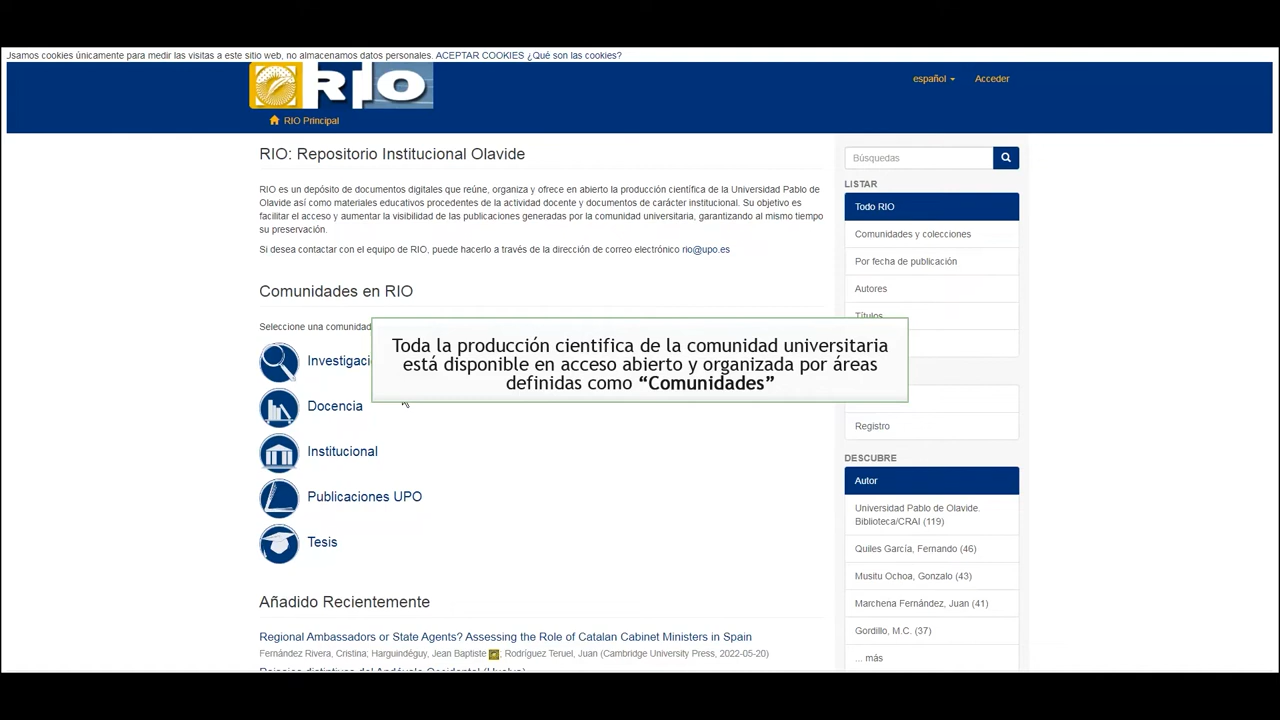 Jsamos cookies únicamente para medir las visitas a este sitio web, no almacenamos datos personales. ACEPTAR COOKIES ¿Qué son las cookies?
RIO
español
Acceder
RIO Principal
RIO: Repositorio Institucional Olavide
RIO es un depósito de documentos digitales que reúne, organiza y ofrece en abierto la producción científica de la Universidad Pablo de
Olavide así como materiales educativos procedentes de la actividad docente y documentos de carácter institucional. Su objetivo es
facilitar el acceso y aumentar la visibilidad de las publicaciones generadas por la comunidad universitaria, garantizando al mismo tiempo
su preservación.
Si desea contactar con el equipo de RIO, puede hacerlo a través de la dirección de correo electrónico rio@upo.es
Comunidades en RIO
Seleccione una comunidad
Toda la producción cientifica de la comunidad universitaria
está disponible en acceso abierto y organizada por áreas
definidas como “Comunidades”
Investigaci
Docencia
Institucional
Publicaciones UPO
Tesis
Añadido Recientemente
Regional Ambassadors or State Agents? Assessing the Role of Catalan Cabinet Ministers in Spain
Fernández Rivera, Cristina; Harguindéguy, Jean Baptiste ; Rodríguez Teruel, Juan (Cambridge University Press, 2022-05-20)
Búsquedas
LISTAR
Todo RIO
Comunidades y colecciones
Por fecha de publicación
Autores
Títulos
Registro
DESCUBRE
Autor
Universidad Pablo de Olavide.
Biblioteca/CRAI (119)
Quiles García, Fernando (46)
Musitu Ochoa, Gonzalo (43)
Marchena Fernández, Juan (41)
Gordillo, M.C. (37)
... más